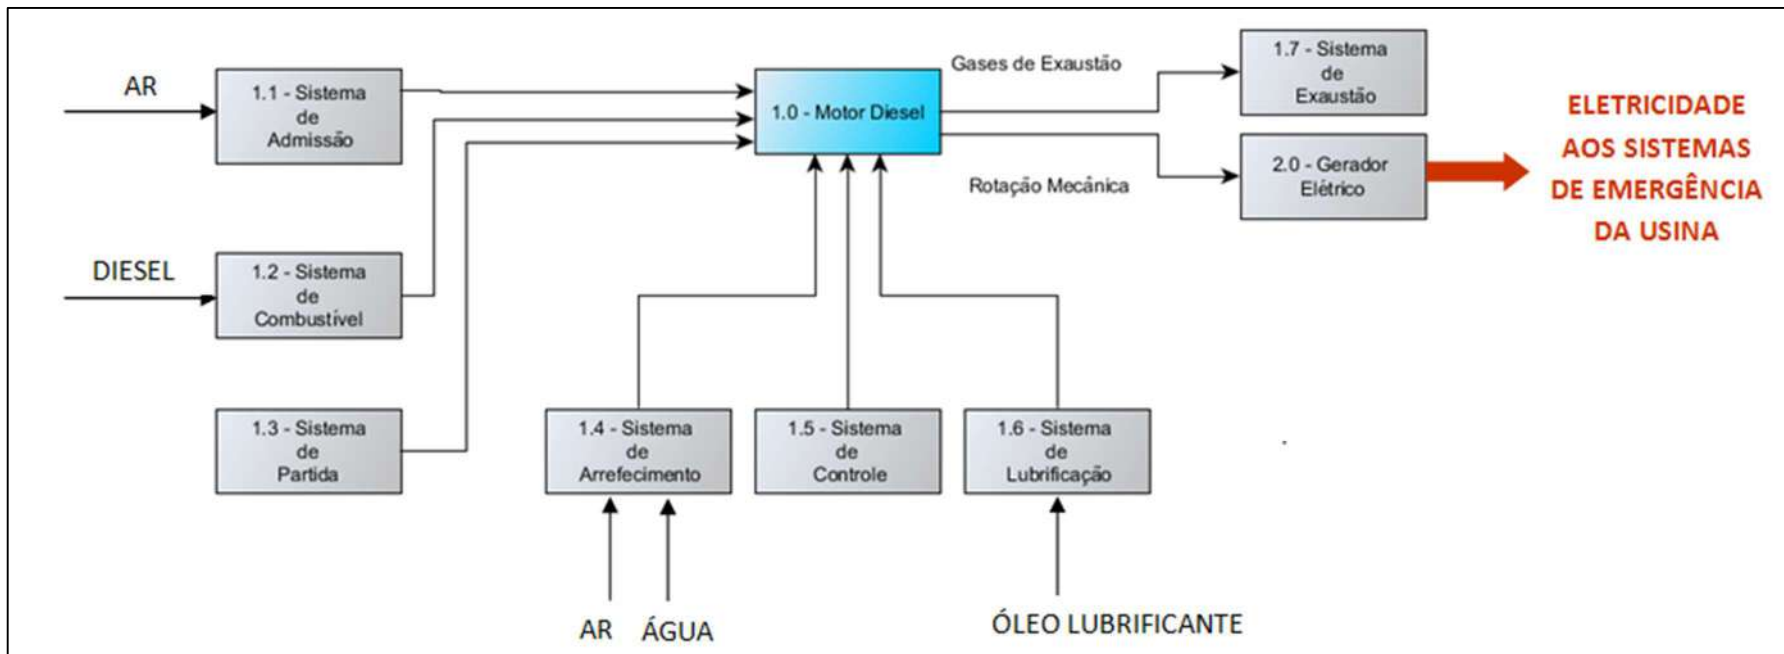 AR
1.1 - Sistema
de
Admissão
DIESEL
1.2 - Sistema
de
Combustível
1.3 - Sistema
de
Partida
1.0 - Motor Diesel
Gases de Exaustão
Rotação Mecânica
1.7 - Sistema
de
Exaustão
2.0 - Gerador
Elétrico
ELETRICIDADE
AOS SISTEMAS
DE EMERGÊNCIA
DA USINA
1.4 - Sistema
de
Arrefecimento
1.5 - Sistema
de
Controle
1.6 - Sistema
de
Lubrificação
AR
ÁGUA
ÓLEO LUBRIFICANTE